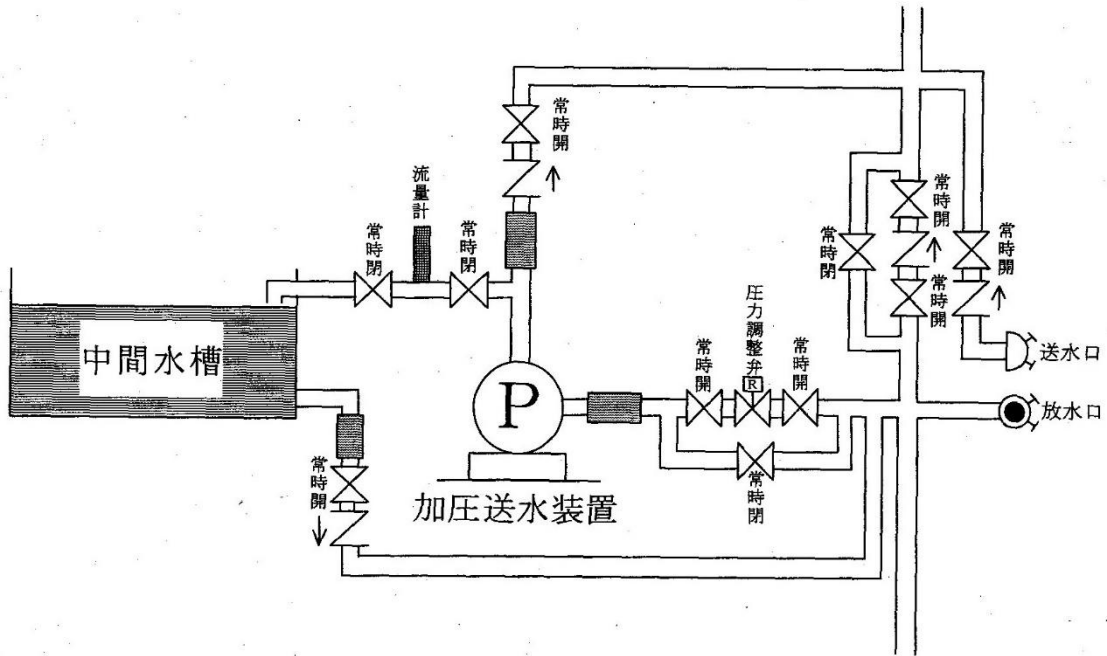 常時開
流量計
常時閉
常時閉
常時開
常時閉
常時開
常時開
中間水槽
圧力調整弁
常時開
常時開
R
送水口
P
放水口
常時開
常時閉
加圧送水装置